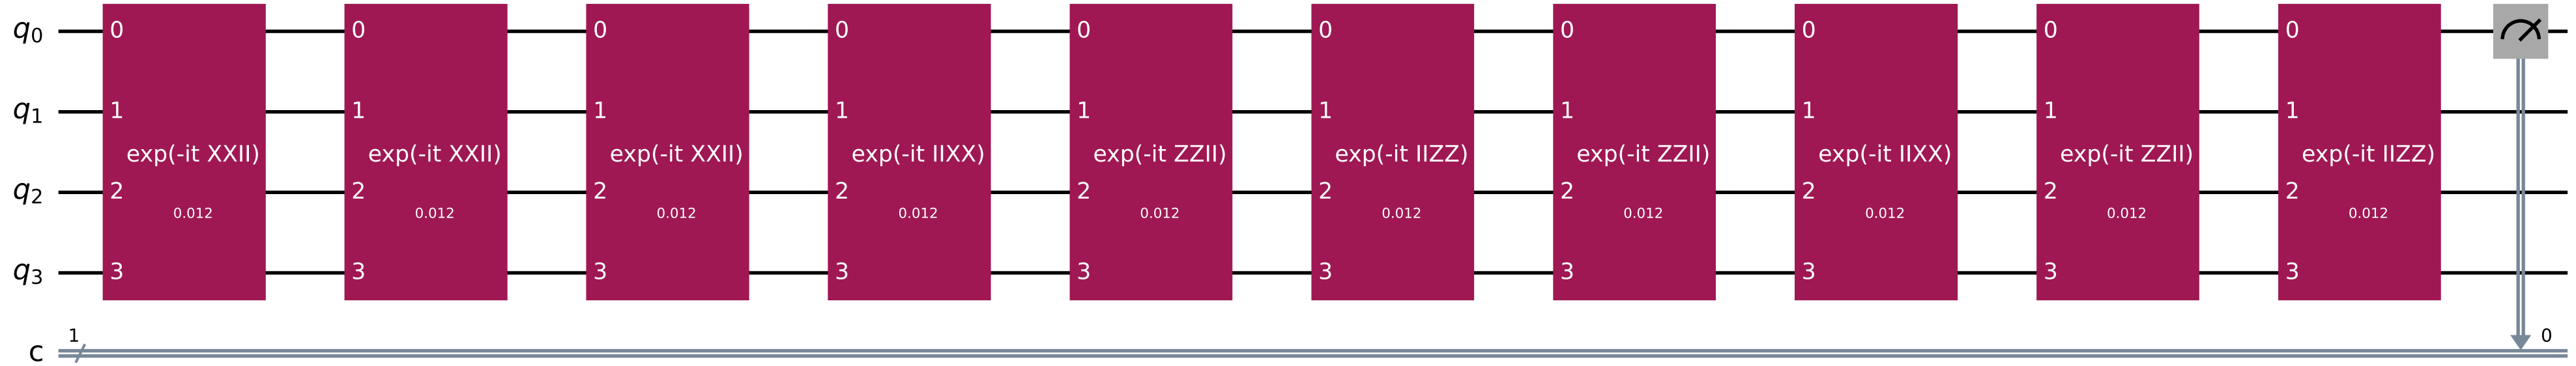 q0 0 0 0 0 0 0 0 0 0 0
q1 1 1 1 1 1 1 1 1 1 1
exp(-it XXII) exp(-it XXII) exp(-it XXII) exp(-it IIXX) exp(-it ZZII) exp(-it IIZZ) exp(-it ZZII) exp(-it IIXX) exp(-it ZZII) exp(-it IIZZ)
q2 2 2 2 2 2 2 2 2 2 2
0.012 0.012 0.012 0.012 0.012 0.012 0.012 0.012 0.012 0.012
q3 3 3 3 3 3 3 3 3 3 3
1 0
c